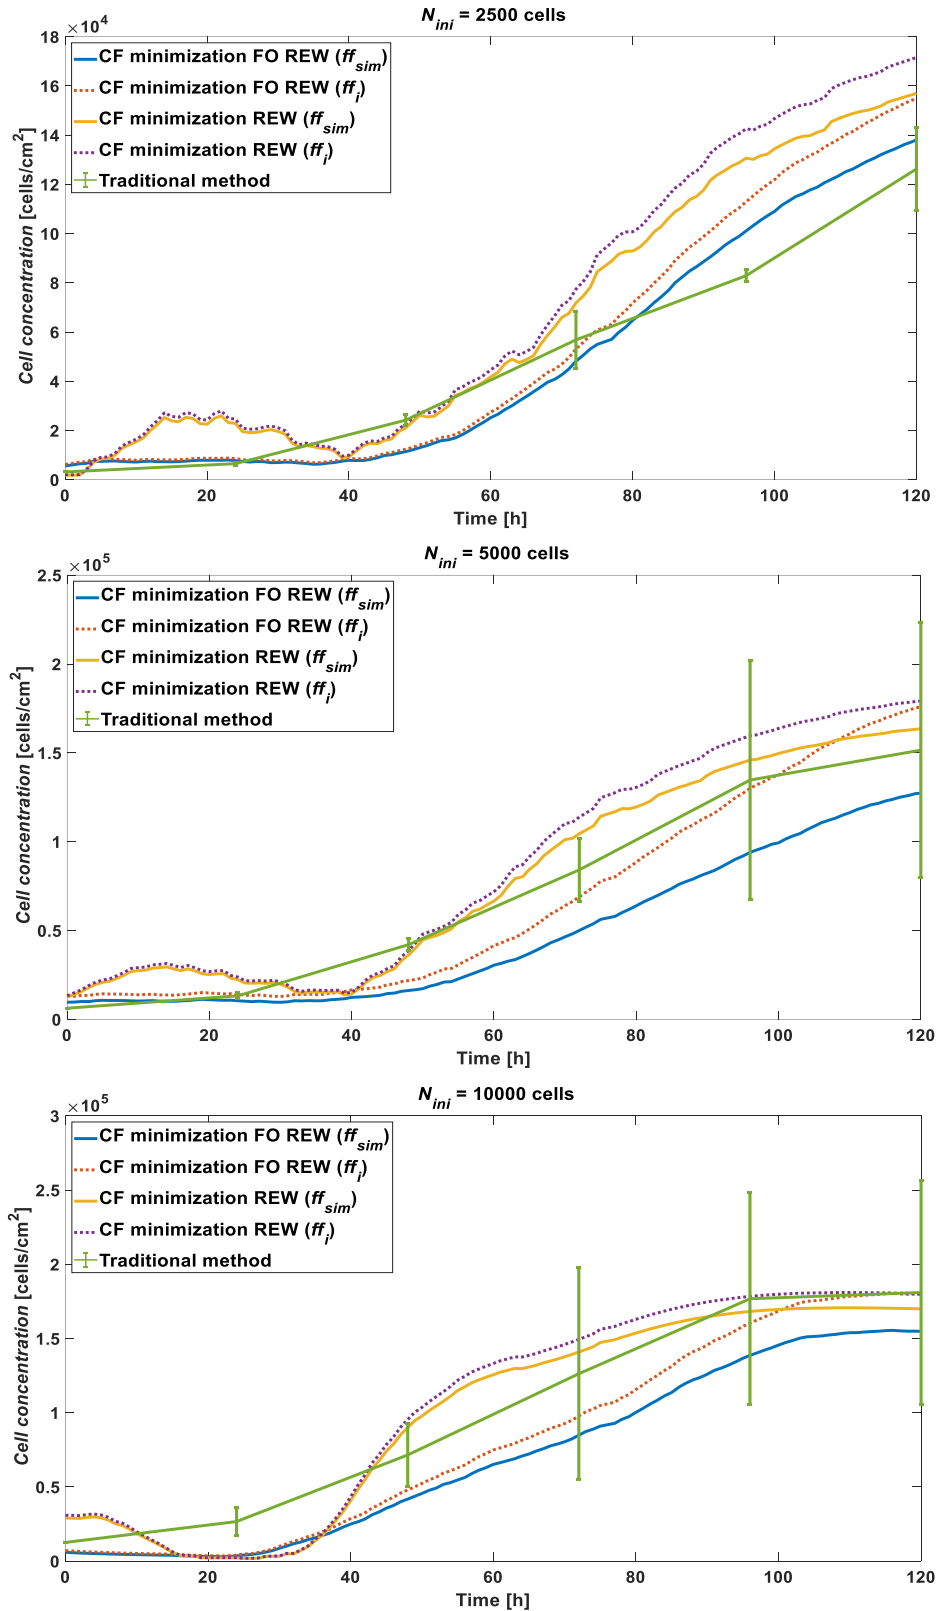 N_ini = 2500 cells
×10^4
CF minimization FO REW (ff_sim)
CF minimization FO REW (ff_i)
CF minimization REW (ff_sim)
CF minimization REW (ff_i)
Traditional method
Cell concentration [cells/cm^2]
18
16
14
12
10
8
6
4
2
0
0 20 40 60 80 100 120
Time [h]
N_ini = 5000 cells
×10^5
CF minimization FO REW (ff_sim)
CF minimization FO REW (ff_i)
CF minimization REW (ff_sim)
CF minimization REW (ff_i)
Traditional method
Cell concentration [cells/cm^2]
2.5
2
1.5
1
0.5
0
0 20 40 60 80 100 120
Time [h]
N_ini = 10000 cells
×10^5
CF minimization FO REW (ff_sim)
CF minimization FO REW (ff_i)
CF minimization REW (ff_sim)
CF minimization REW (ff_i)
Traditional method
Cell concentration [cells/cm^2]
3
2.5
2
1.5
1
0.5
0
0 20 40 60 80 100 120
Time [h]